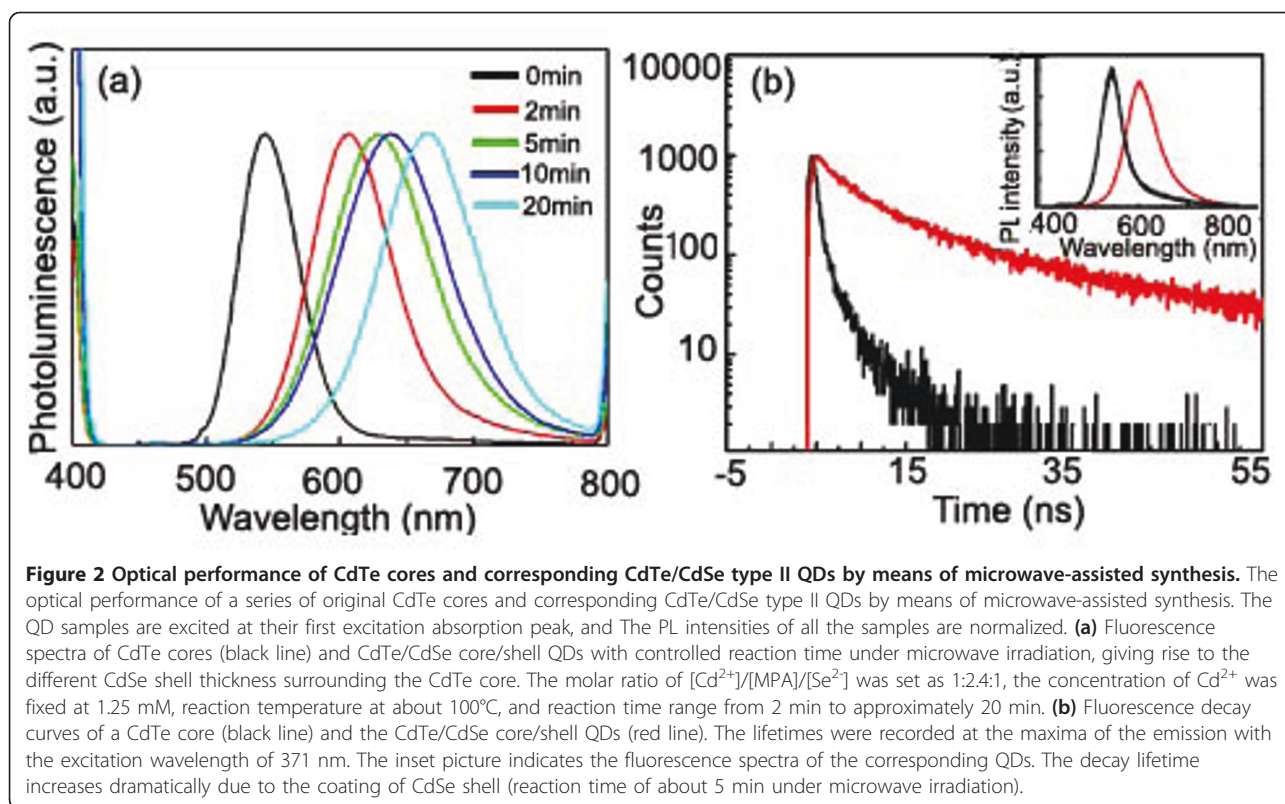 (a)
0min
2min
5min
10min
20min
Photoluminescence (a.u.)
400 500 600 700 800
Wavelength (nm)
(b)
10000
1000
100
10
Counts
-5 15 35 55
Time (ns)
PL intensity(a.u.)
400 600 800
Wavelength (nm)
Figure 2 Optical performance of CdTe cores and corresponding CdTe/CdSe type II QDs by means of microwave-assisted synthesis. The
optical performance of a series of original CdTe cores and corresponding CdTe/CdSe type II QDs by means of microwave-assisted synthesis. The
QD samples are excited at their first excitation absorption peak, and The PL intensities of all the samples are normalized. (a) Fluorescence
spectra of CdTe cores (black line) and CdTe/CdSe core/shell QDs with controlled reaction time under microwave irradiation, giving rise to the
different CdSe shell thickness surrounding the CdTe core. The molar ratio of [Cd²⁺]/[MPA]/[Se²⁻] was set as 1:2.4:1, the concentration of Cd²⁺ was
fixed at 1.25 mM, reaction temperature at about 100°C, and reaction time range from 2 min to approximately 20 min. (b) Fluorescence decay
curves of a CdTe core (black line) and the CdTe/CdSe core/shell QDs (red line). The lifetimes were recorded at the maxima of the emission with
the excitation wavelength of 371 nm. The inset picture indicates the fluorescence spectra of the corresponding QDs. The decay lifetime
increases dramatically due to the coating of CdSe shell (reaction time of about 5 min under microwave irradiation).